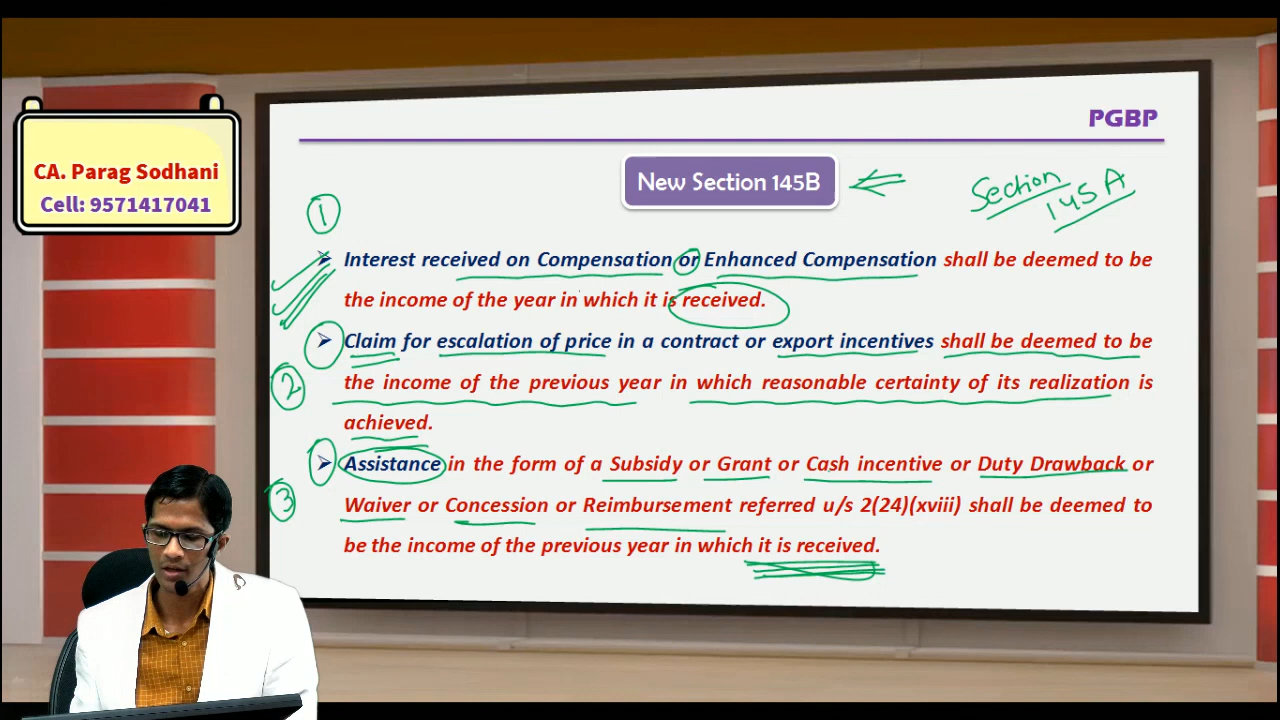 CA. Parag Sodhani
Cell: 9571417041
PGBP
New Section 145B
Section
145 A
1
Interest received on Compensation or Enhanced Compensation shall be deemed to be
the income of the year in which it is received.
Claim for escalation of price in a contract or export incentives shall be deemed to be
2
the income of the previous year in which reasonable certainty of its realization is
achieved.
Assistance in the form of a Subsidy or Grant or Cash incentive or Duty Drawback or
3
Waiver or Concession or Reimbursement referred u/s 2(24)(xviii) shall be deemed to
be the income of the previous year in which it is received.